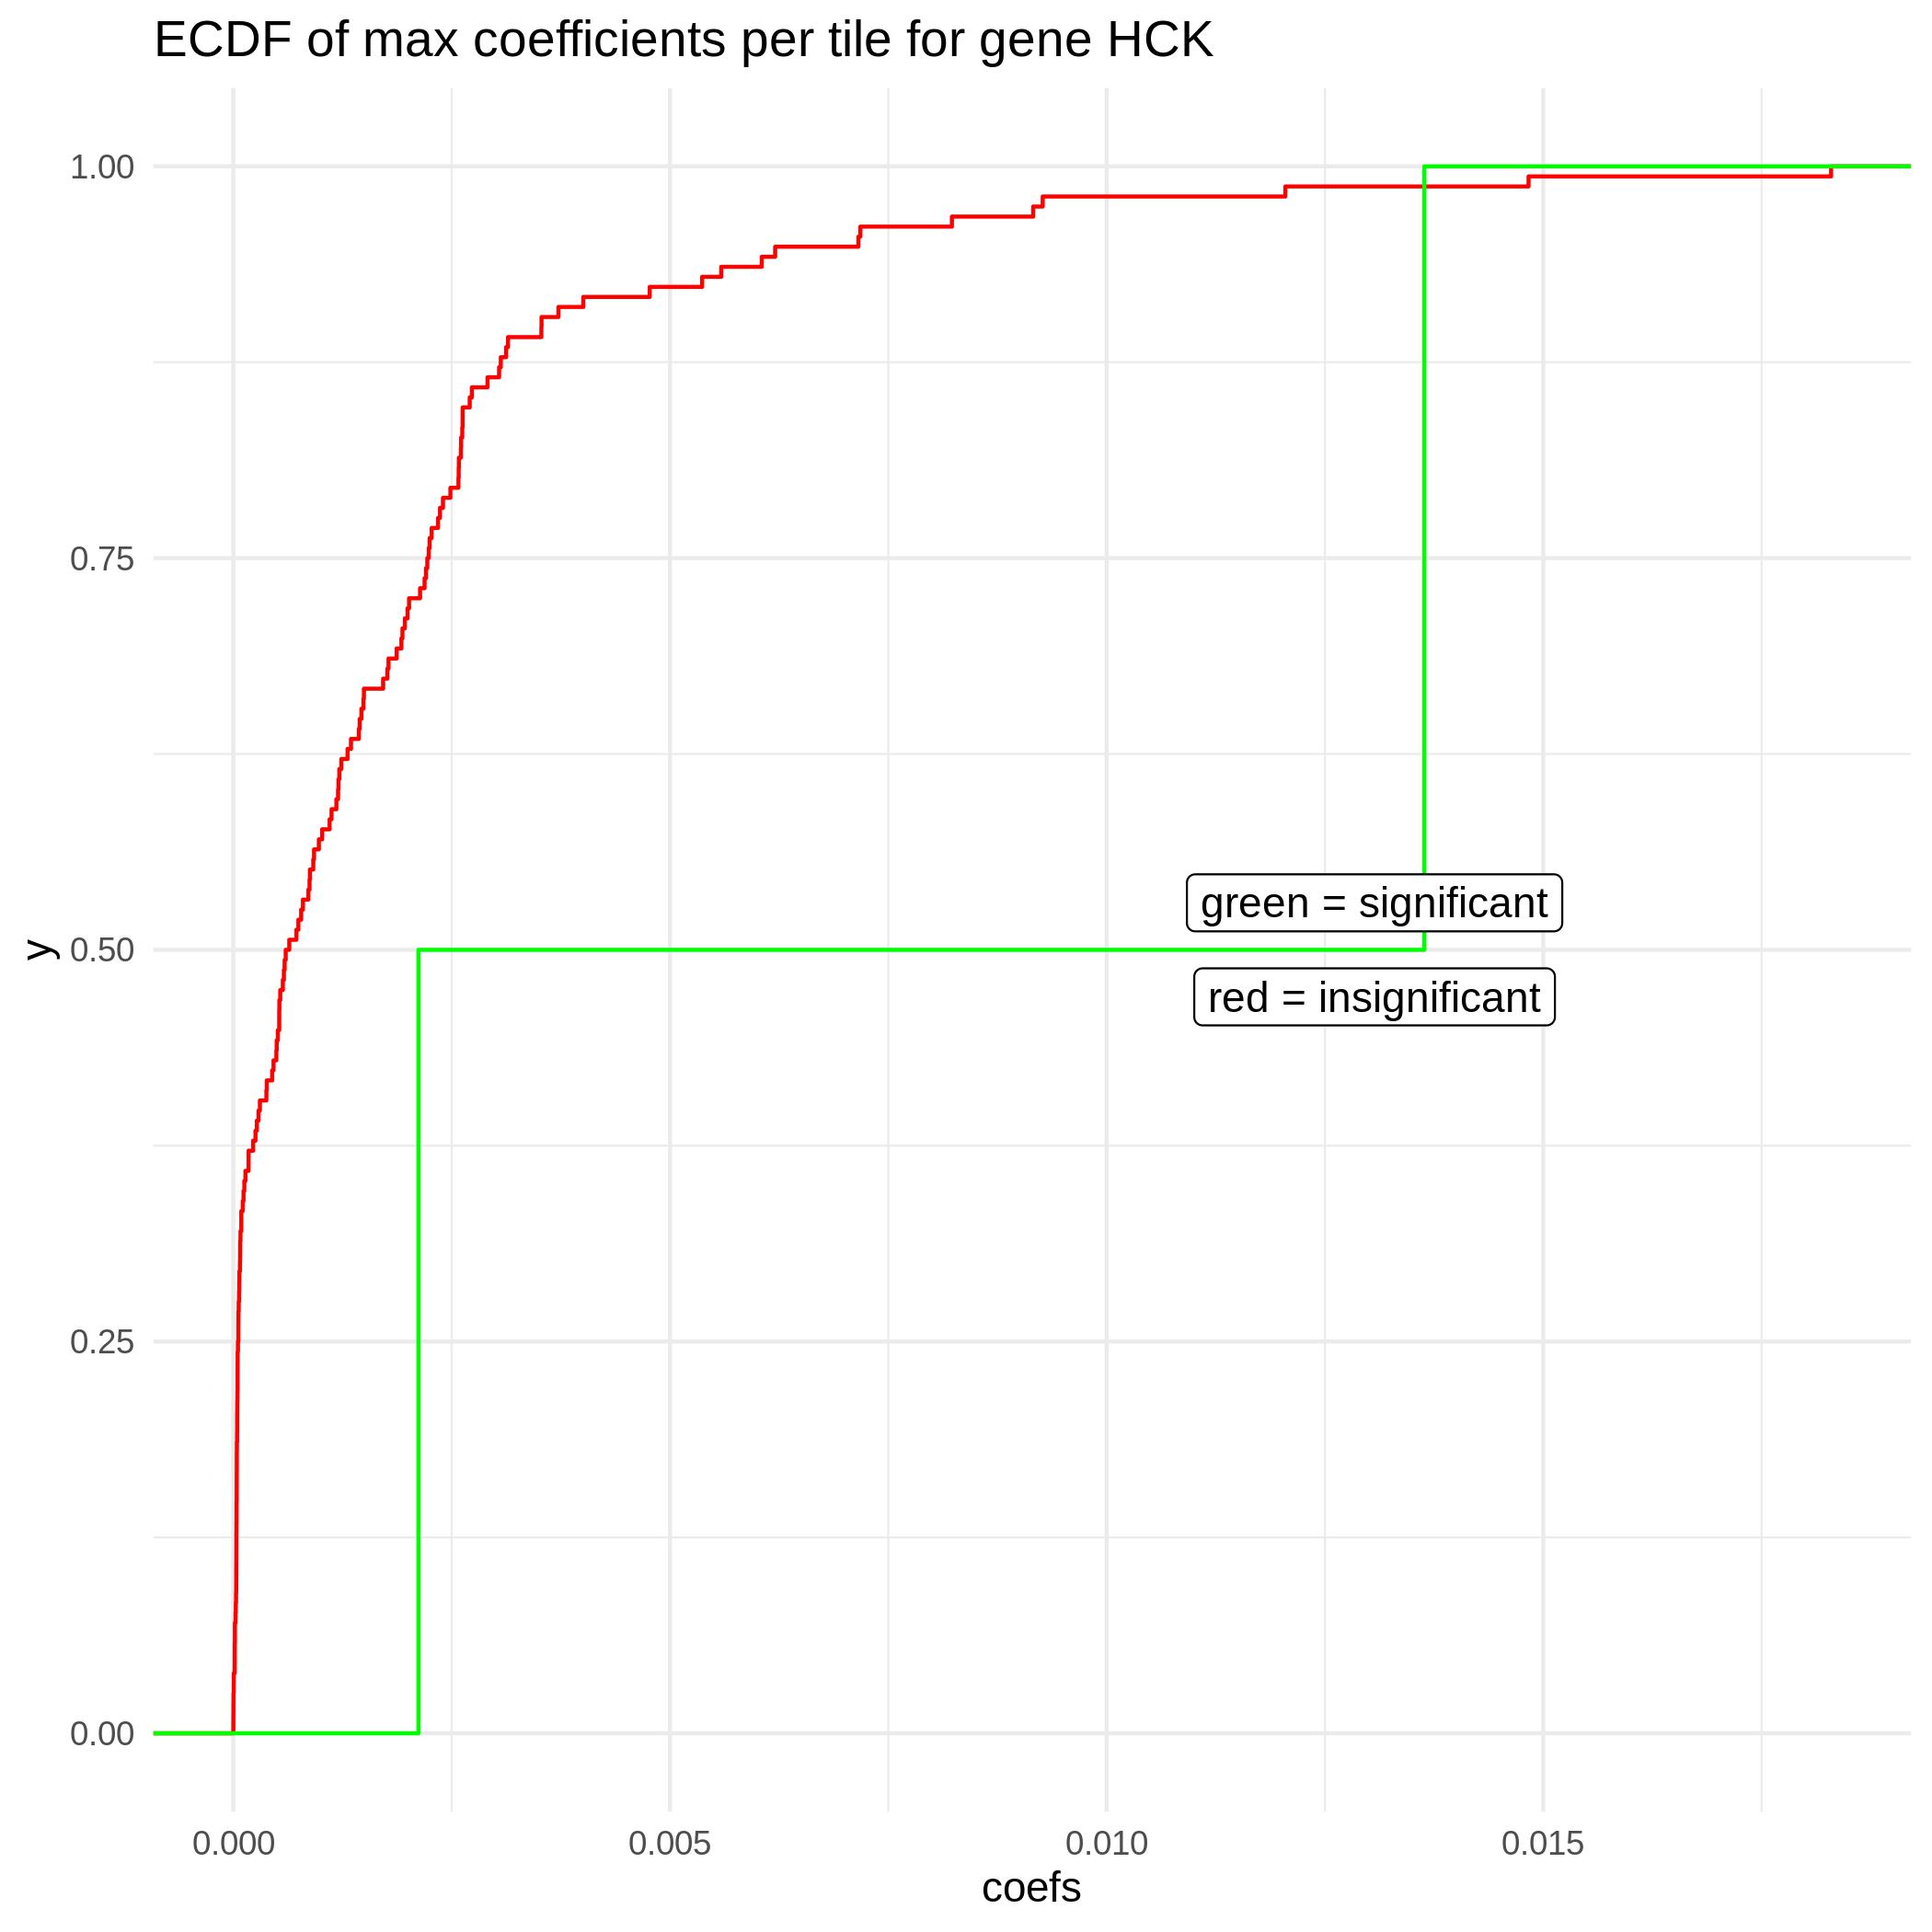 ECDF of max coefficients per tile for gene HCK
y
1.00
0.75
0.50
0.25
0.00
green = significant
red = insignificant
0.000 0.005 0.010 0.015
coefs